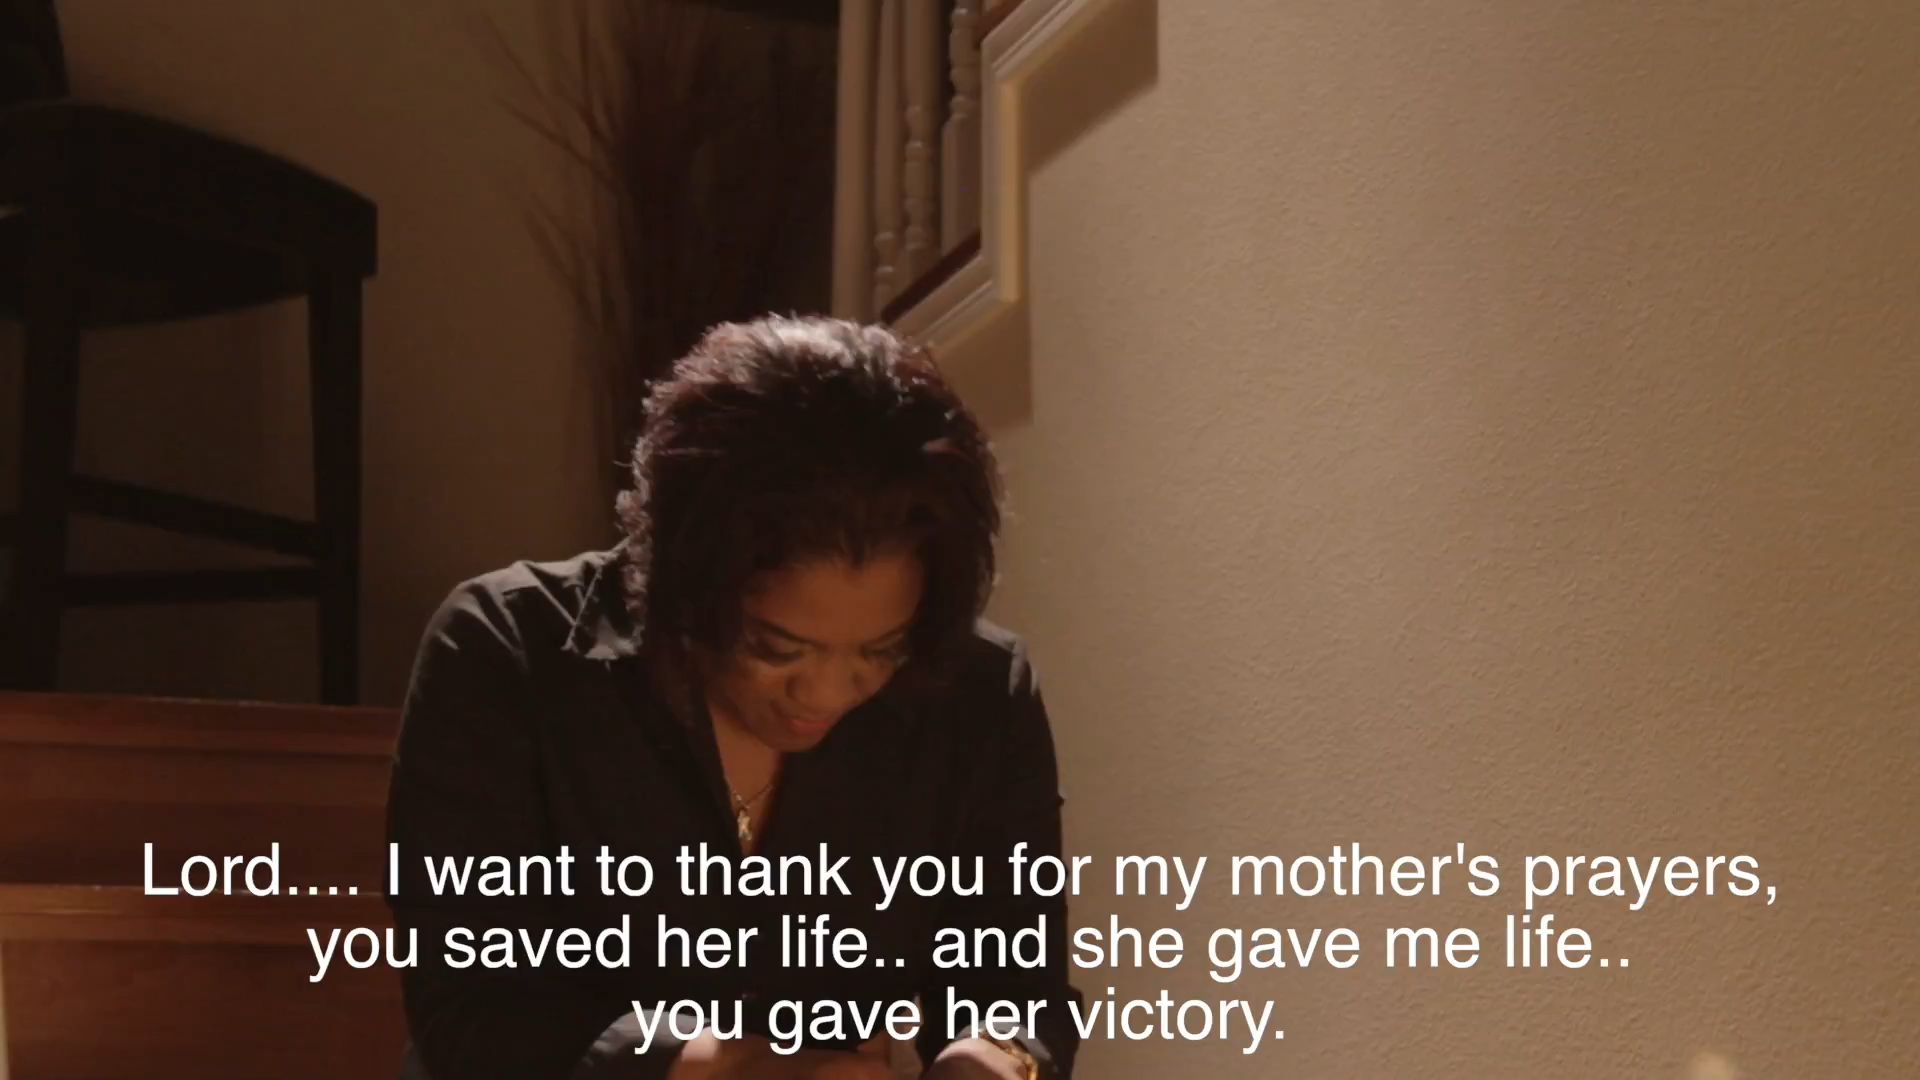 Lord.... I want to thank you for my mother's prayers,
you saved her life.. and she gave me life..
you gave her victory.